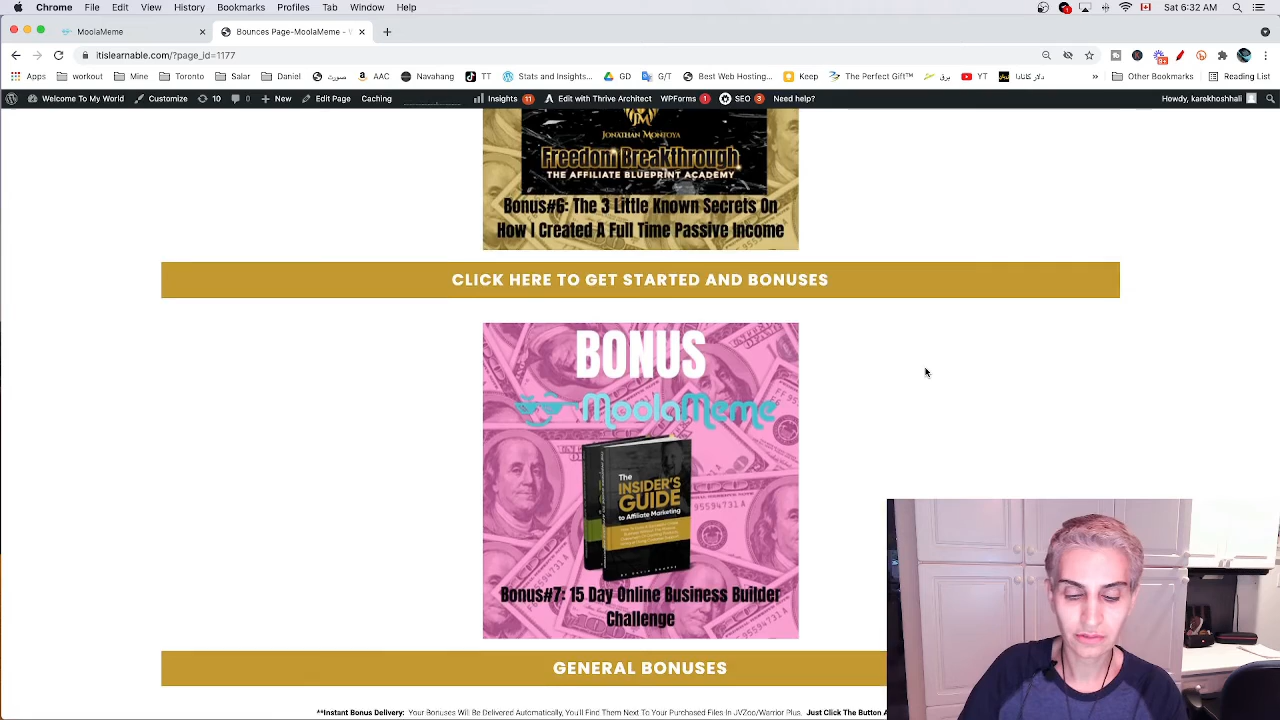 Chrome File Edit View History Bookmarks Profiles Tab Window Help
Sat 6:32 AM
MoolaMeme
Bounces Page-MoolaMeme - W
itislearnable.com/?page_id=1177
Apps workout Mine Toronto Salar Daniel صورت AAC Navahang TT Stats and Insights... GD G/T Best Web Hosting... Keep The Perfect Gift™... برق YT » Other Bookmarks Reading List
Welcome To My World Customize 10 0 New Edit Page Caching Insights 11 Edit with Thrive Architect WPForms 1 SEO 3 Need help? Howdy, karekhoshhali
JM
JONATHAN MONTOYA
Freedom Breakthrough
THE AFFILIATE BLUEPRINT ACADEMY
Bonus#6: The 3 Little Known Secrets On
How I Created A Full Time Passive Income
CLICK HERE TO GET STARTED AND BONUSES
BONUS
MoolaMeme
The
INSIDER'S
GUIDE
to Affiliate Marketing
Bonus#7: 15 Day Online Business Builder
Challenge
GENERAL BONUSES
**Instant Bonus Delivery: Your Bonuses Will Be Delivered Automatically, You'll Find Them Next To Your Purchased Files In JVZoo/Warrior Plus. Just Click The Button